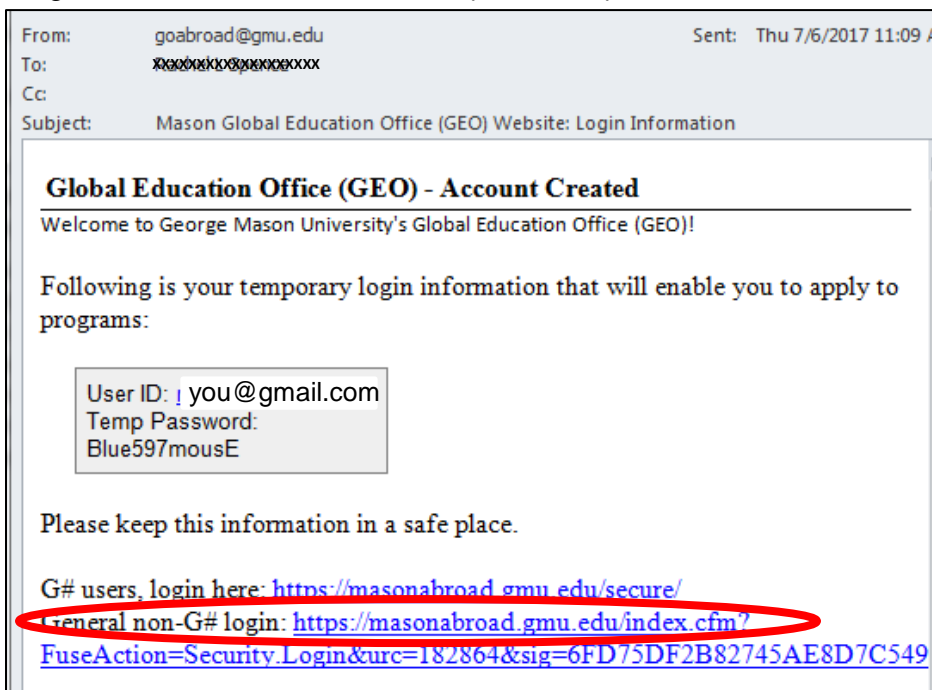 From: goabroad@gmu.edu Sent: Thu 7/6/2017 11:09
To:
Cc:
Subject: Mason Global Education Office (GEO) Website: Login Information
Global Education Office (GEO) - Account Created
Welcome to George Mason University's Global Education Office (GEO)!
Following is your temporary login information that will enable you to apply to
programs:
User ID: you@gmail.com
Temp Password:
Blue597mousE
Please keep this information in a safe place.
G# users, login here: https://masonabroad.gmu.edu/secure/
General non-G# login: https://masonabroad.gmu.edu/index.cfm?
FuseAction=Security.Login&urc=182864&sig=6FD75DF2B82745AE8D7C549